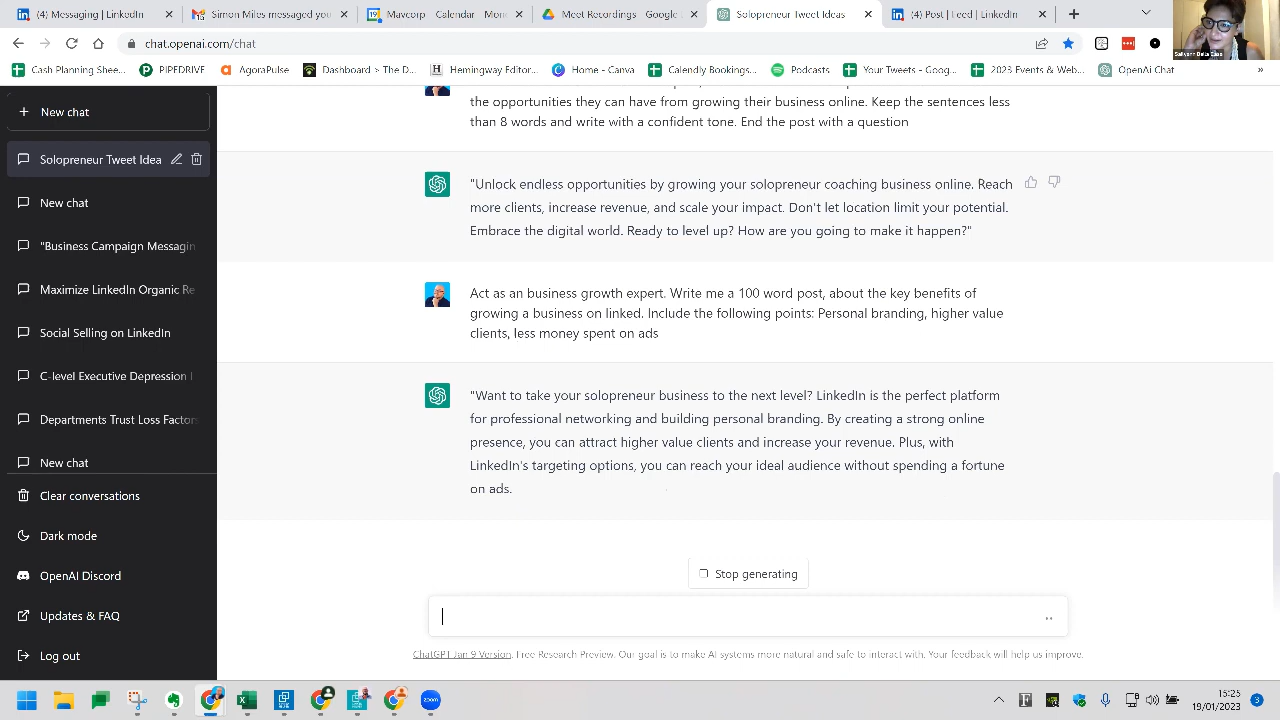 (4) Messaging | LinkedIn
Simon Miles messaged you
Mavcorp - Calendar - Mon
Meet Recordings - Google
Solopreneur Tweet Ideas
(4) Post | Feed | LinkedIn
chat.openai.com/chat
Sallyann Della Casa
Cash Planning Shee...
PIPEDRIVE
AgoraPulse
Dashboard > The D...
Hemingway
Home - Canva
Calendly Bookings...
Podcasts
Your Tweets - Goog...
2023 Events & Web...
OpenAI Chat
»
New chat
Solopreneur Tweet Idea
New chat
"Business Campaign Messagin
Maximize LinkedIn Organic Re
Social Selling on LinkedIn
C-level Executive Depression
Departments Trust Loss Factors
New chat
Clear conversations
Dark mode
OpenAI Discord
Updates & FAQ
Log out
the opportunities they can have from growing their business online. Keep the sentences less
than 8 words and write with a confident tone. End the post with a question
"Unlock endless opportunities by growing your solopreneur coaching business online. Reach
more clients, increase revenue, and scale your impact. Don't let location limit your potential.
Embrace the digital world. Ready to level up? How are you going to make it happen?"
Act as an business growth expert. Write me a 100 word post, about the key benefits of
growing a business on linked. Include the following points: Personal branding, higher value
clients, less money spent on ads
"Want to take your solopreneur business to the next level? LinkedIn is the perfect platform
for professional networking and building personal branding. By creating a strong online
presence, you can attract higher value clients and increase your revenue. Plus, with
LinkedIn's targeting options, you can reach your ideal audience without spending a fortune
on ads.
Stop generating
ChatGPT Jan 9 Version. Free Research Preview. Our goal is to make AI systems more natural and safe to interact with. Your feedback will help us improve.
15:25
19/01/2023
3